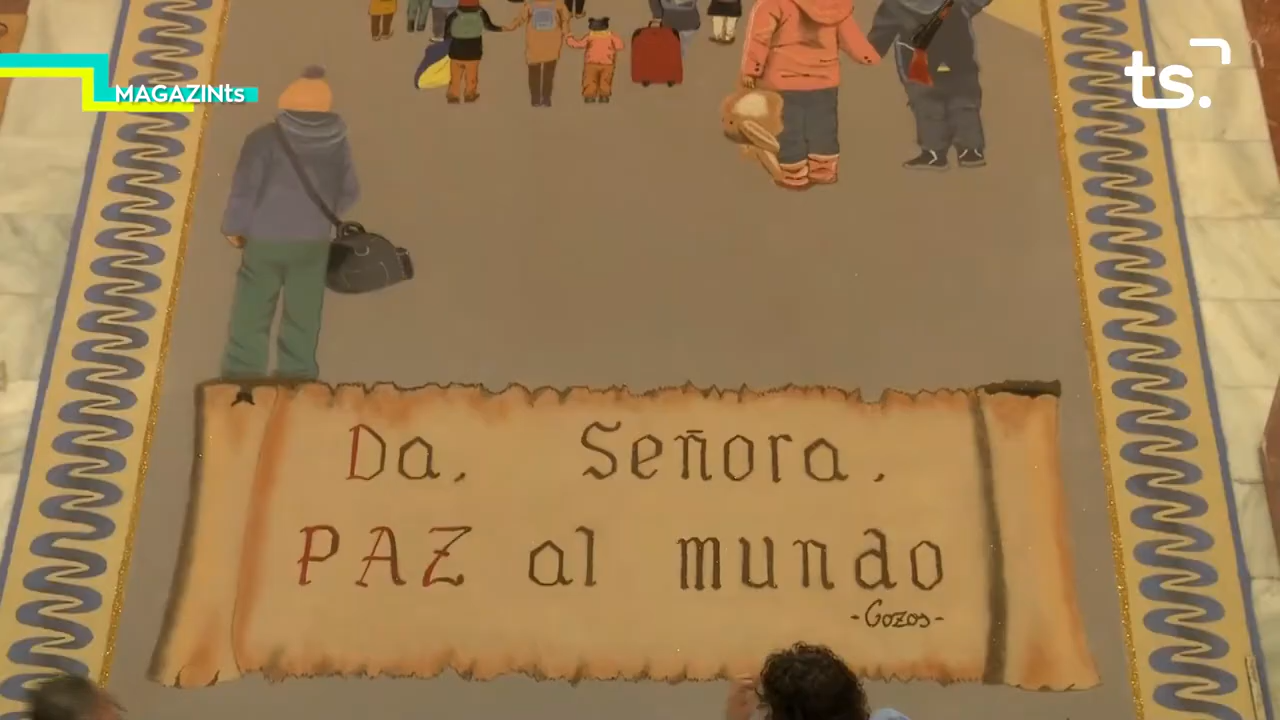 MAGAZINts
ts.
Da, Señora,
PAZ al mundo
-Gozos-